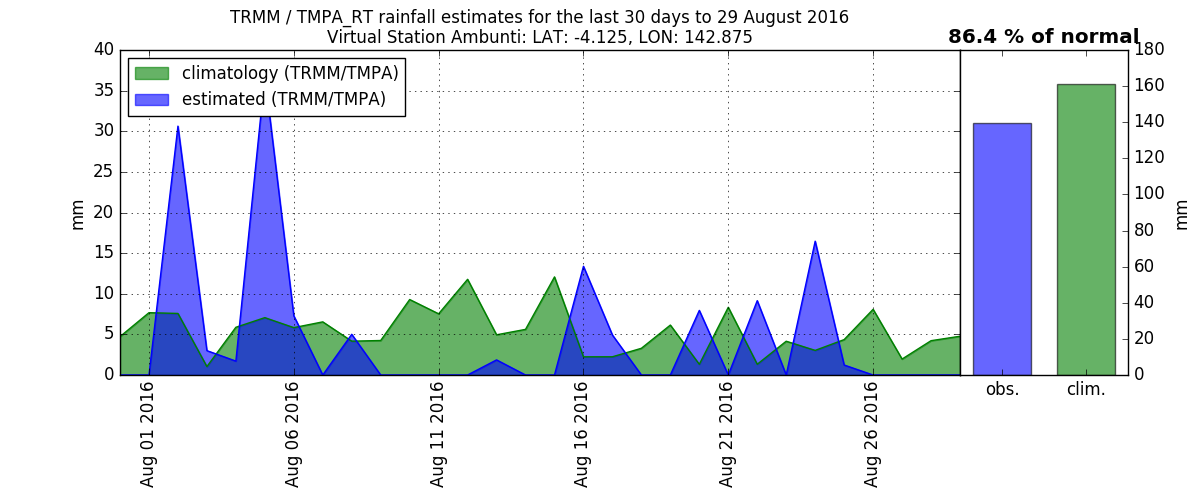 TRMM / TMPA_RT rainfall estimates for the last 30 days to 29 August 2016
Virtual Station Ambunti: LAT: -4.125, LON: 142.875
86.4 % of normal
climatology (TRMM/TMPA)
estimated (TRMM/TMPA)
40
35
30
25
20
15
10
5
0
mm
Aug 01 2016
Aug 06 2016
Aug 11 2016
Aug 16 2016
Aug 21 2016
Aug 26 2016
obs.
clim.
180
160
140
120
100
80
60
40
20
0
mm